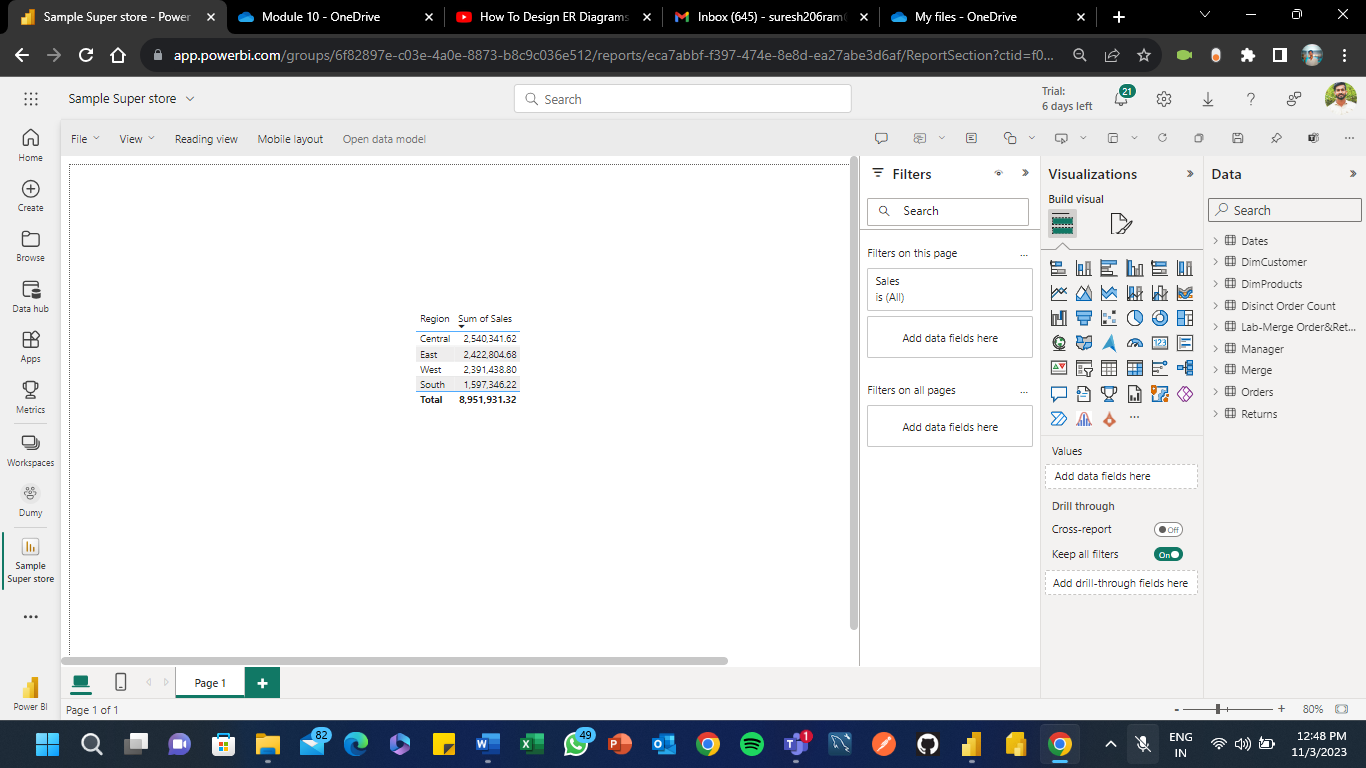 Sample Super store - Power
Module 10 - OneDrive
How To Design ER Diagrams
Inbox (645) - suresh206ram
My files - OneDrive
app.powerbi.com/groups/6f82897e-c03e-4a0e-8873-b8c9c036e512/reports/eca7abbf-f397-474e-8e8d-ea27abe3d6af/ReportSection?ctid=f0...
Sample Super store
Search
Trial:
6 days left
21
File
View
Reading view
Mobile layout
Open data model
Home
Create
Browse
Data hub
Apps
Metrics
Workspaces
Dumy
Sample
Super store
Power BI
Region Sum of Sales
Central 2,540,341.62
East 2,422,804.68
West 2,391,438.80
South 1,597,346.22
Total 8,951,931.32
Filters
Search
Filters on this page
...
Sales
is (All)
Add data fields here
Filters on all pages
...
Add data fields here
Visualizations
Build visual
123
...
Values
Add data fields here
Drill through
Cross-report
Off
Keep all filters
On
Add drill-through fields here
Data
Search
Dates
DimCustomer
DimProducts
Disinct Order Count
Lab-Merge Order&Ret...
Manager
Merge
Orders
Returns
Page 1
+
Page 1 of 1
- + 80%
82
49
1
ENG
IN
12:48 PM
11/3/2023